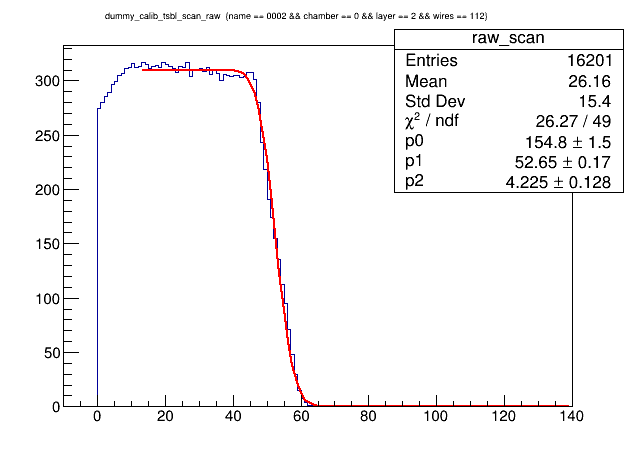 dummy_calib_tsbl_scan_raw (name == 0002 && chamber == 0 && layer == 2 && wires == 112)
raw_scan
Entries 16201
Mean 26.16
Std Dev 15.4
χ² / ndf 26.27 / 49
p0 154.8 ± 1.5
p1 52.65 ± 0.17
p2 4.225 ± 0.128
300
250
200
150
100
50
0
0 20 40 60 80 100 120 140